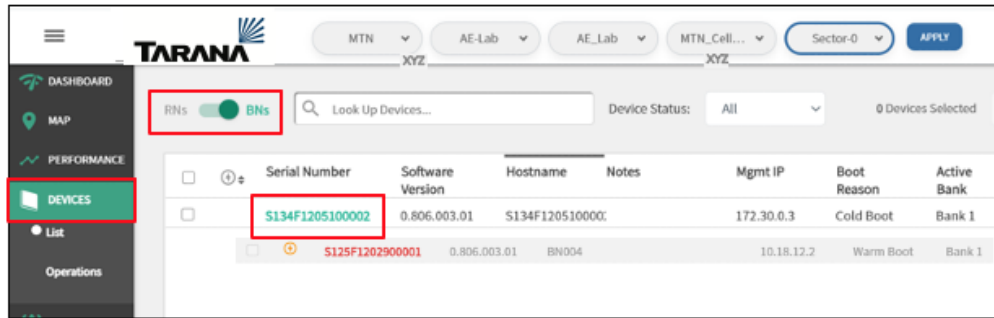 TARANA
MTN AE-Lab AE_Lab MTN_Cell... Sector-0 APPLY
XYZ XYZ
DASHBOARD
MAP
PERFORMANCE
DEVICES
List
Operations
RNs BNs Look Up Devices... Device Status: All 0 Devices Selected
Serial Number Software Version Hostname Notes Mgmt IP Boot Reason Active Bank
S134F1205100002 0.806.003.01 S134F120510000 172.30.0.3 Cold Boot Bank 1
S125F1202900001 0.806.003.01 BN004 10.18.12.2 Warm Boot Bank 1